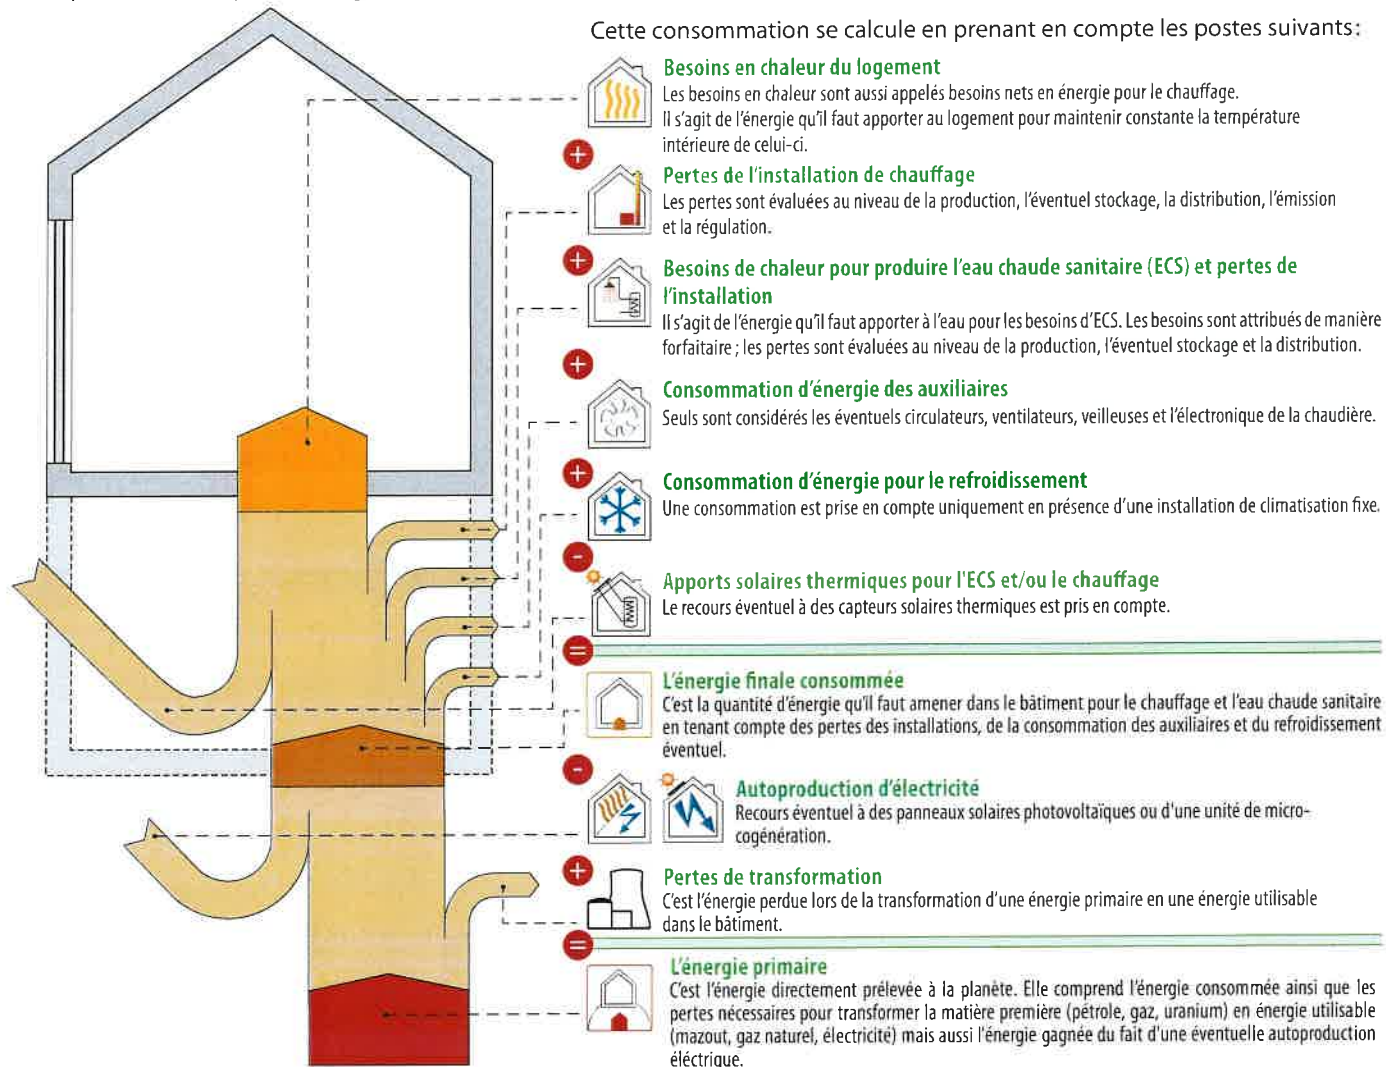 Cette consommation se calcule en prenant en compte les postes suivants:
Besoins en chaleur du logement
Les besoins en chaleur sont aussi appelés besoins nets en énergie pour le chauffage.
Il s'agit de l'énergie qu'il faut apporter au logement pour maintenir constante la température
intérieure de celui-ci.
+
Pertes de l'installation de chauffage
Les pertes sont évaluées au niveau de la production, l'éventuel stockage, la distribution, l'émission
et la régulation.
+
Besoins de chaleur pour produire l'eau chaude sanitaire (ECS) et pertes de
l'installation
Il s'agit de l'énergie qu'il faut apporter à l'eau pour les besoins d'ECS. Les besoins sont attribués de manière
forfaitaire ; les pertes sont évaluées au niveau de la production, l'éventuel stockage et la distribution.
+
Consommation d'énergie des auxiliaires
Seuls sont considérés les éventuels circulateurs, ventilateurs, veilleuses et l'électronique de la chaudière.
+
Consommation d'énergie pour le refroidissement
Une consommation est prise en compte uniquement en présence d'une installation de climatisation fixe.
-
Apports solaires thermiques pour l'ECS et/ou le chauffage
Le recours éventuel à des capteurs solaires thermiques est pris en compte.
=
L'énergie finale consommée
C'est la quantité d'énergie qu'il faut amener dans le bâtiment pour le chauffage et l'eau chaude sanitaire
en tenant compte des pertes des installations, de la consommation des auxiliaires et du refroidissement
éventuel.
-
Autoproduction d'électricité
Recours éventuel à des panneaux solaires photovoltaïques ou d'une unité de micro-
cogénération.
+
Pertes de transformation
C'est l'énergie perdue lors de la transformation d'une énergie primaire en une énergie utilisable
dans le bâtiment.
=
L'énergie primaire
C'est l'énergie directement prélevée à la planète. Elle comprend l'énergie consommée ainsi que les
pertes nécessaires pour transformer la matière première (pétrole, gaz, uranium) en énergie utilisable
(mazout, gaz naturel, électricité) mais aussi l'énergie gagnée du fait d'une éventuelle autoproduction
éléctrique.